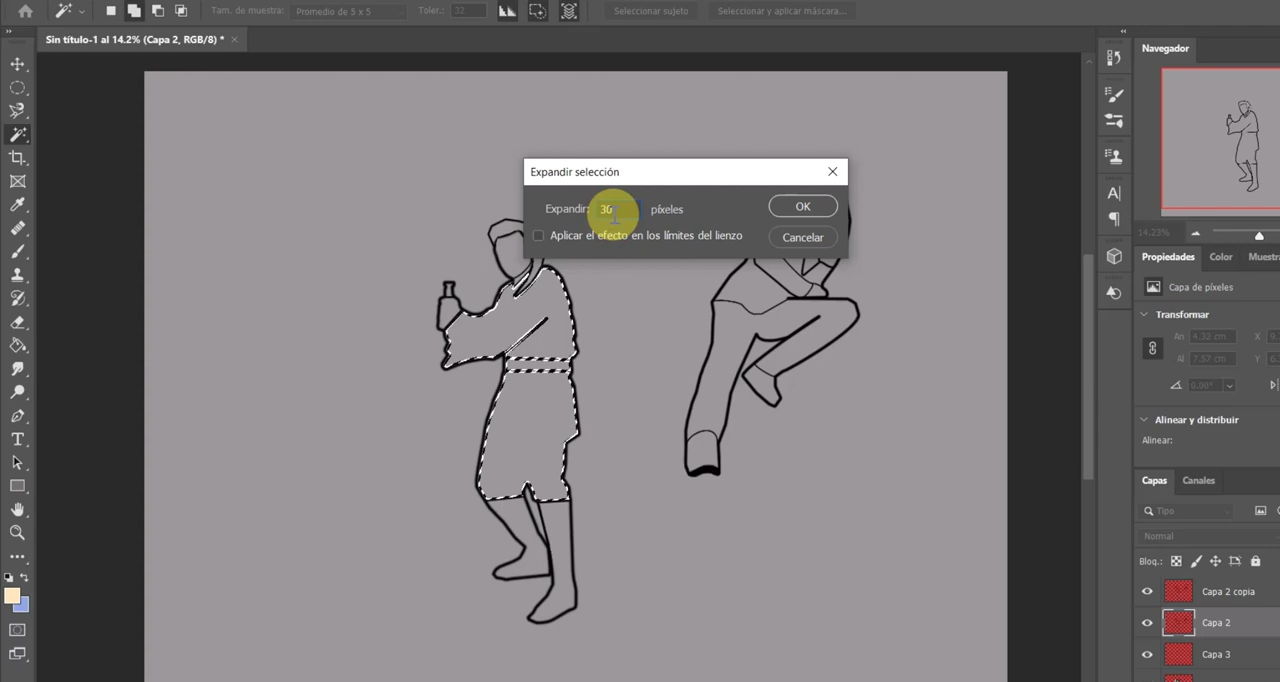 Tam. de muestra: Promedio de 5 x 5 Toler.: 32 Seleccionar sujeto Seleccionar y aplicar máscara...
Sin título-1 al 14.2% (Capa 2, RGB/8) *
Navegador
Expandir selección
Expandir: 30 píxeles OK
Aplicar el efecto en los límites del lienzo Cancelar
14.23%
Propiedades Color Muestra
Capa de píxeles
Transformar
An 4.32 cm X
Al 7.57 cm Y
0.00°
Alinear y distribuir
Alinear:
Capas Canales
Tipo
Normal
Bloq.:
Capa 2 copia
Capa 2
Capa 3